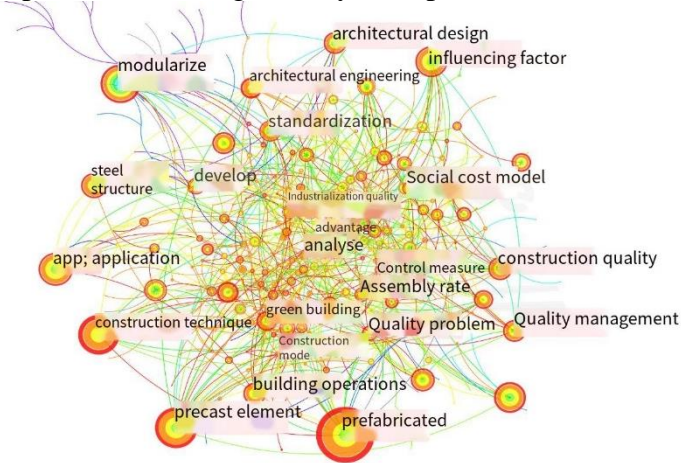 architectural design
influencing factor
modularize
architectural engineering
standardization
steel
structure
develop
Social cost model
Industrialization quality
advantage
analyse
app; application
Control measure
construction quality
Assembly rate
green building
construction technique
Quality problem
Quality management
Construction
mode
building operations
precast element
prefabricated